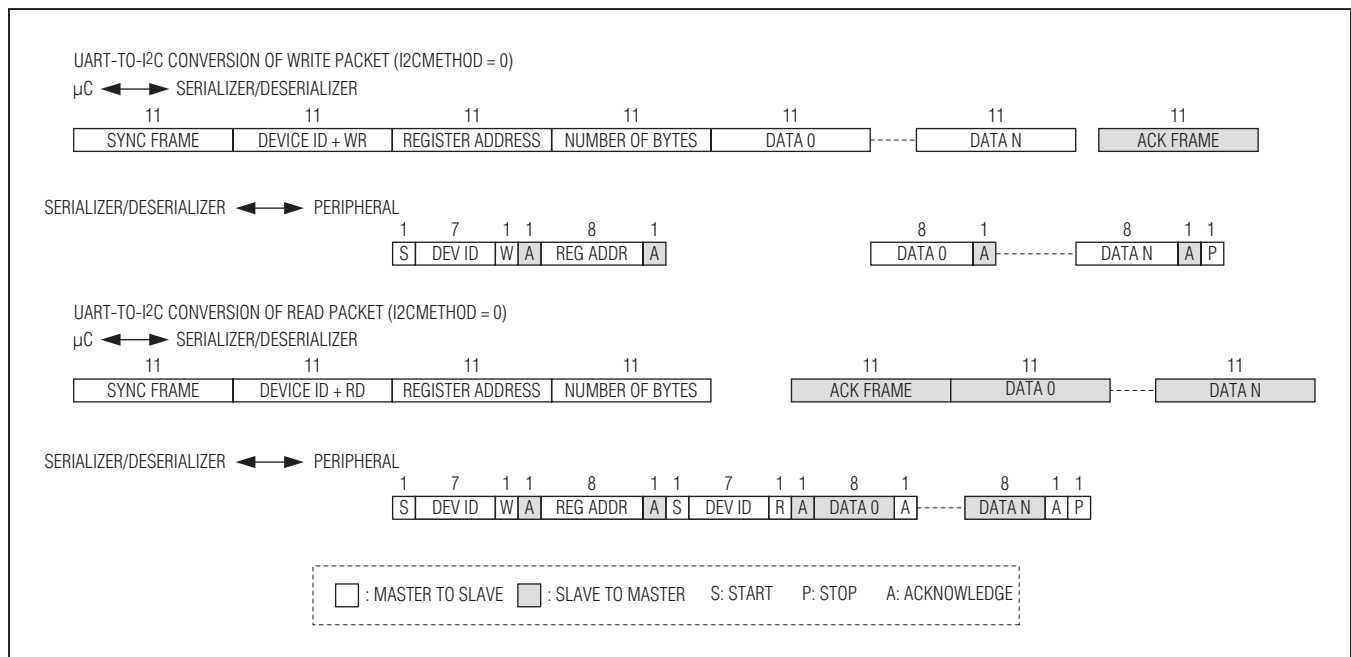 UART-TO-I2C CONVERSION OF WRITE PACKET (I2CMETHOD = 0)
µC SERIALIZER/DESERIALIZER
11 11 11 11 11 11 11
SYNC FRAME DEVICE ID + WR REGISTER ADDRESS NUMBER OF BYTES DATA 0 DATA N ACK FRAME
SERIALIZER/DESERIALIZER PERIPHERAL
1 7 1 1 8 1 8 1 8 1 1
S DEV ID W A REG ADDR A DATA 0 A DATA N A P
UART-TO-I2C CONVERSION OF READ PACKET (I2CMETHOD = 0)
µC SERIALIZER/DESERIALIZER
11 11 11 11 11 11 11
SYNC FRAME DEVICE ID + RD REGISTER ADDRESS NUMBER OF BYTES ACK FRAME DATA 0 DATA N
SERIALIZER/DESERIALIZER PERIPHERAL
1 7 1 1 8 1 1 7 1 1 8 1 8 1 1
S DEV ID W A REG ADDR A S DEV ID R A DATA 0 A DATA N A P
: MASTER TO SLAVE : SLAVE TO MASTER S: START P: STOP A: ACKNOWLEDGE